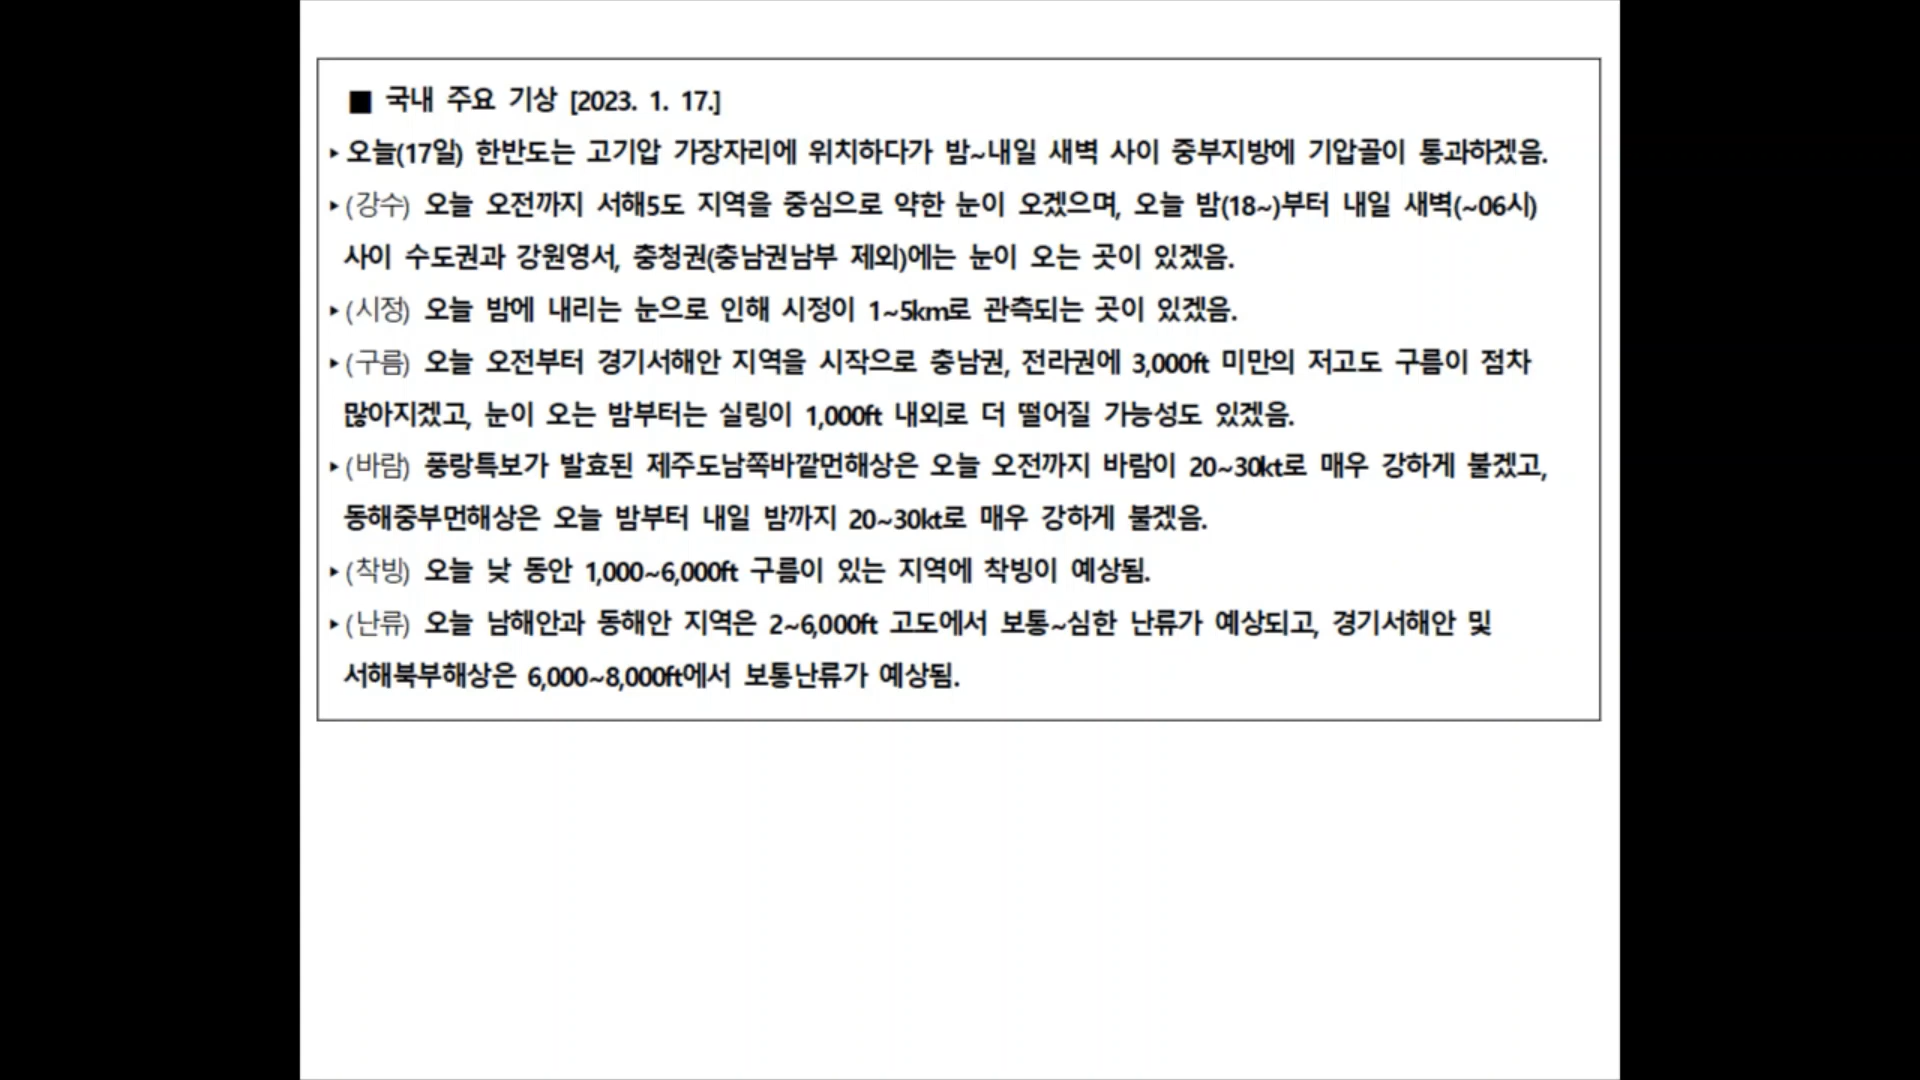 ■ 국내 주요 기상 [2023. 1. 17.]
‣오늘(17일) 한반도는 고기압 가장자리에 위치하다가 밤~내일 새벽 사이 중부지방에 기압골이 통과하겠음.
‣(강수) 오늘 오전까지 서해5도 지역을 중심으로 약한 눈이 오겠으며, 오늘 밤(18~)부터 내일 새벽(~06시)
사이 수도권과 강원영서, 충청권(충남권남부 제외)에는 눈이 오는 곳이 있겠음.
‣(시정) 오늘 밤에 내리는 눈으로 인해 시정이 1~5km로 관측되는 곳이 있겠음.
‣(구름) 오늘 오전부터 경기서해안 지역을 시작으로 충남권, 전라권에 3,000ft 미만의 저고도 구름이 점차
많아지겠고, 눈이 오는 밤부터는 실링이 1,000ft 내외로 더 떨어질 가능성도 있겠음.
‣(바람) 풍랑특보가 발효된 제주도남쪽바깥먼해상은 오늘 오전까지 바람이 20~30kt로 매우 강하게 불겠고,
동해중부먼해상은 오늘 밤부터 내일 밤까지 20~30kt로 매우 강하게 불겠음.
‣(착빙) 오늘 낮 동안 1,000~6,000ft 구름이 있는 지역에 착빙이 예상됨.
‣(난류) 오늘 남해안과 동해안 지역은 2~6,000ft 고도에서 보통~심한 난류가 예상되고, 경기서해안 및
서해북부해상은 6,000~8,000ft에서 보통난류가 예상됨.